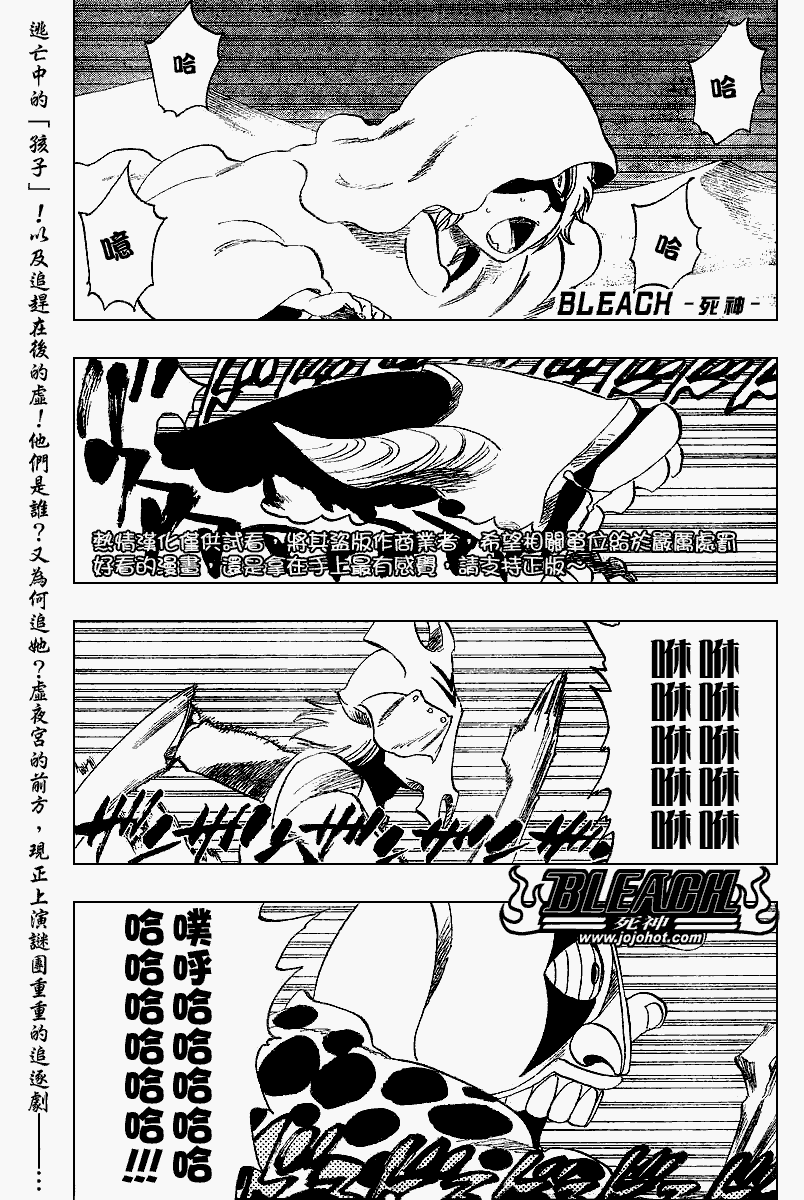 逃亡中的「孩子」！以及追趕在後的虛！他們是誰？又為何追她？虛夜宮的前方，現正上演謎團重重的追逐劇——…
哈
哈
哈
噫
BLEACH -死神-
熱情漢化僅供試看，將其盜版作商業者，希望相關單位給於嚴厲處罰
好看的漫畫，還是拿在手上最有感覺，請支持正版～
咻咻咻咻咻
咻咻咻咻咻
BLEACH
死神
www.jojohot.com
噗呼哈哈哈哈哈
哈哈哈哈哈哈!!!